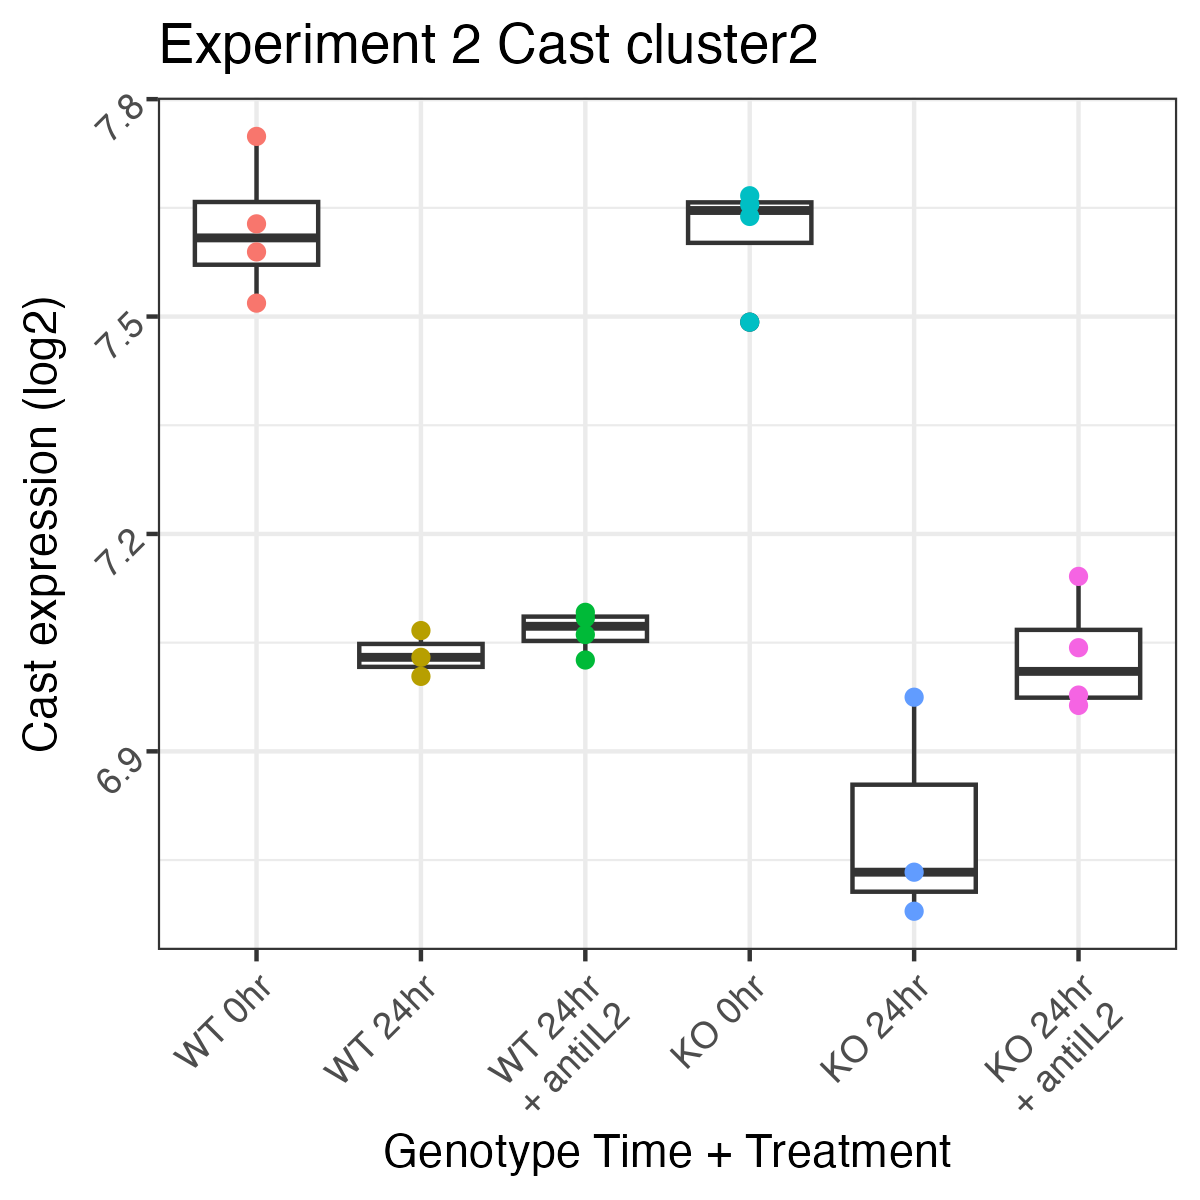 Experiment 2 Cast cluster2
Cast expression (log2)
7.8
7.5
7.2
6.9
WT 0hr
WT 24hr
WT 24hr
+ antiIL2
KO 0hr
KO 24hr
KO 24hr
+ antiIL2
Genotype Time + Treatment